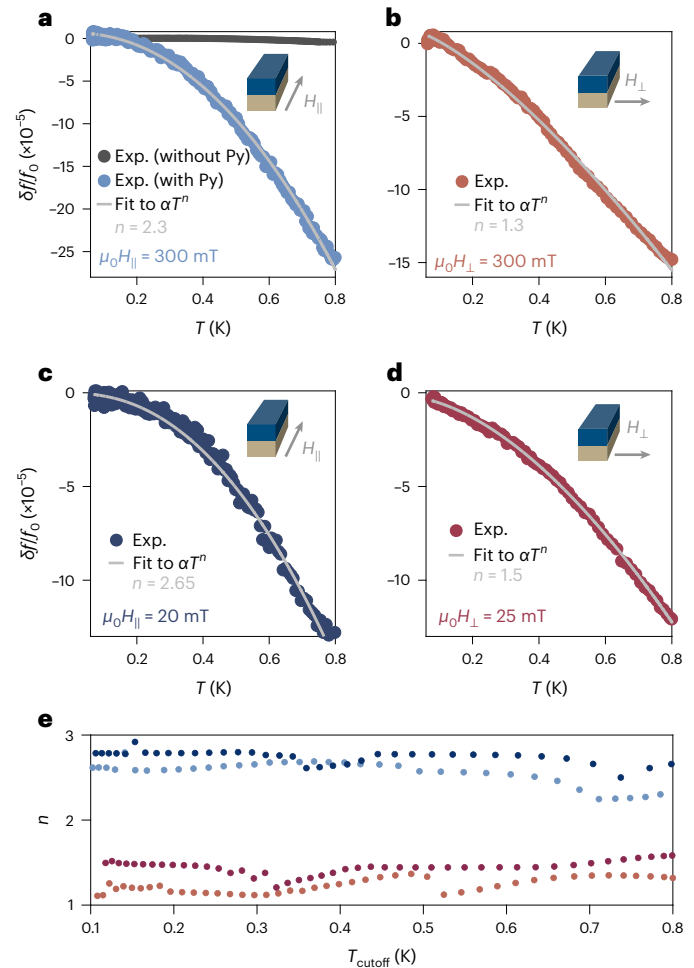 a
0
−5
−10
−15
−20
−25
δf/f₀ (×10⁻⁵)
H∥
Exp. (without Py)
Exp. (with Py)
Fit to αTⁿ
n = 2.3
μ₀H∥ = 300 mT
0.2 0.4 0.6 0.8
T (K)
b
0
−5
−10
−15
H⊥
Exp.
Fit to αTⁿ
n = 1.3
μ₀H⊥ = 300 mT
0.2 0.4 0.6 0.8
T (K)
c
0
−5
−10
δf/f₀ (×10⁻⁵)
H∥
Exp.
Fit to αTⁿ
n = 2.65
μ₀H∥ = 20 mT
0.2 0.4 0.6 0.8
T (K)
d
0
−5
−10
H⊥
Exp.
Fit to αTⁿ
n = 1.5
μ₀H⊥ = 25 mT
0.2 0.4 0.6 0.8
T (K)
e
3
2
1
n
0.1 0.2 0.3 0.4 0.5 0.6 0.7 0.8
T_cutoff (K)